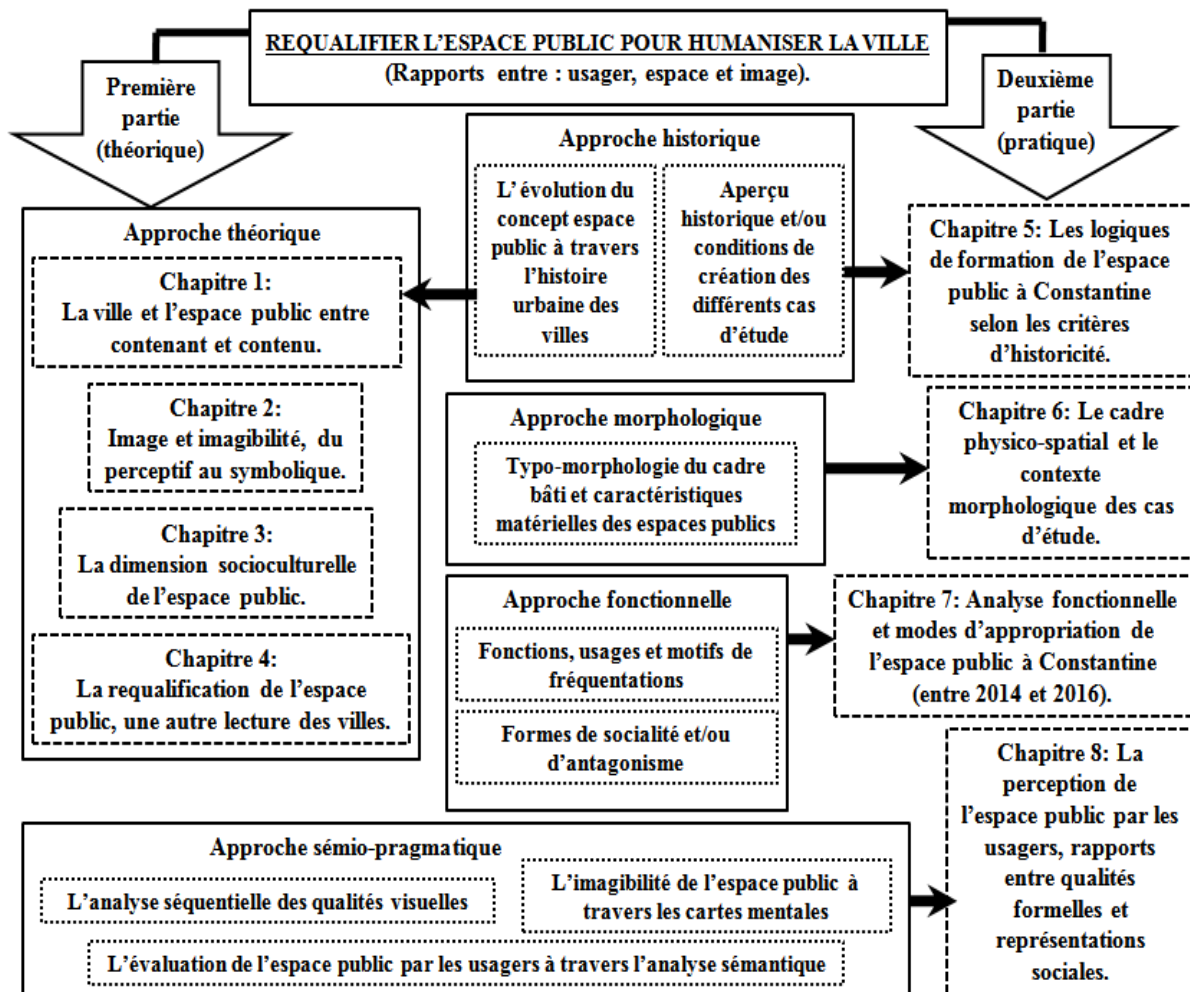 REQUALIFIER L'ESPACE PUBLIC POUR HUMANISER LA VILLE
(Rapports entre : usager, espace et image).
Première
partie
(théorique)
Deuxième
partie
(pratique)
Approche théorique
Chapitre 1:
La ville et l'espace public entre
contenant et contenu.
Chapitre 2:
Image et imagibilité, du
perceptif au symbolique.
Chapitre 3:
La dimension socioculturelle
de l'espace public.
Chapitre 4:
La requalification de l'espace
public, une autre lecture des villes.
Approche historique
L' évolution du
concept espace
public à travers
l'histoire
urbaine des
villes
Aperçu
historique et/ou
conditions de
création des
différents cas
d'étude
Approche morphologique
Typo-morphologie du cadre
bâti et caractéristiques
matérielles des espaces publics
Approche fonctionnelle
Fonctions, usages et motifs de
fréquentations
Formes de socialité et/ou
d'antagonisme
Approche sémio-pragmatique
L'analyse séquentielle des qualités visuelles
L'imagibilité de l'espace public à
travers les cartes mentales
L'évaluation de l'espace public par les usagers à travers l'analyse sémantique
Chapitre 5: Les logiques
de formation de l'espace
public à Constantine
selon les critères
d'historicité.
Chapitre 6: Le cadre
physico-spatial et le
contexte
morphologique des cas
d'étude.
Chapitre 7: Analyse fonctionnelle
et modes d'appropriation de
l'espace public à Constantine
(entre 2014 et 2016).
Chapitre 8: La
perception de
l'espace public par les
usagers, rapports
entre qualités
formelles et
représentations
sociales.